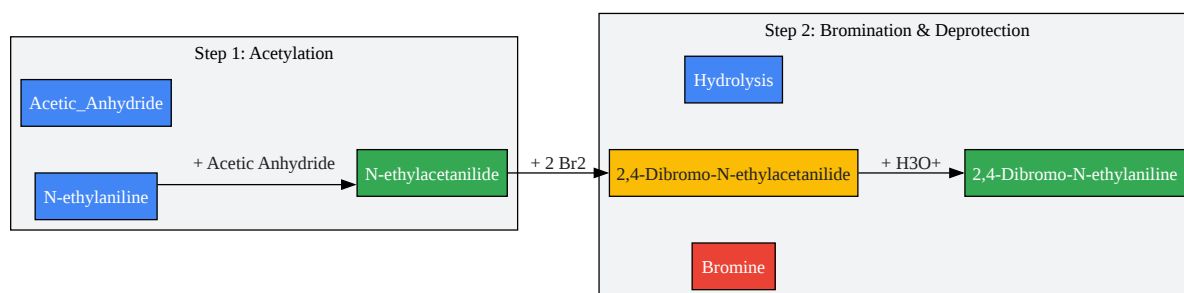 Step 1: Acetylation
Acetic_Anhydride
N-ethylaniline
+ Acetic Anhydride
N-ethylacetanilide
+ 2 Br2
Step 2: Bromination & Deprotection
Hydrolysis
2,4-Dibromo-N-ethylacetanilide
+ H3O+
2,4-Dibromo-N-ethylaniline
Bromine